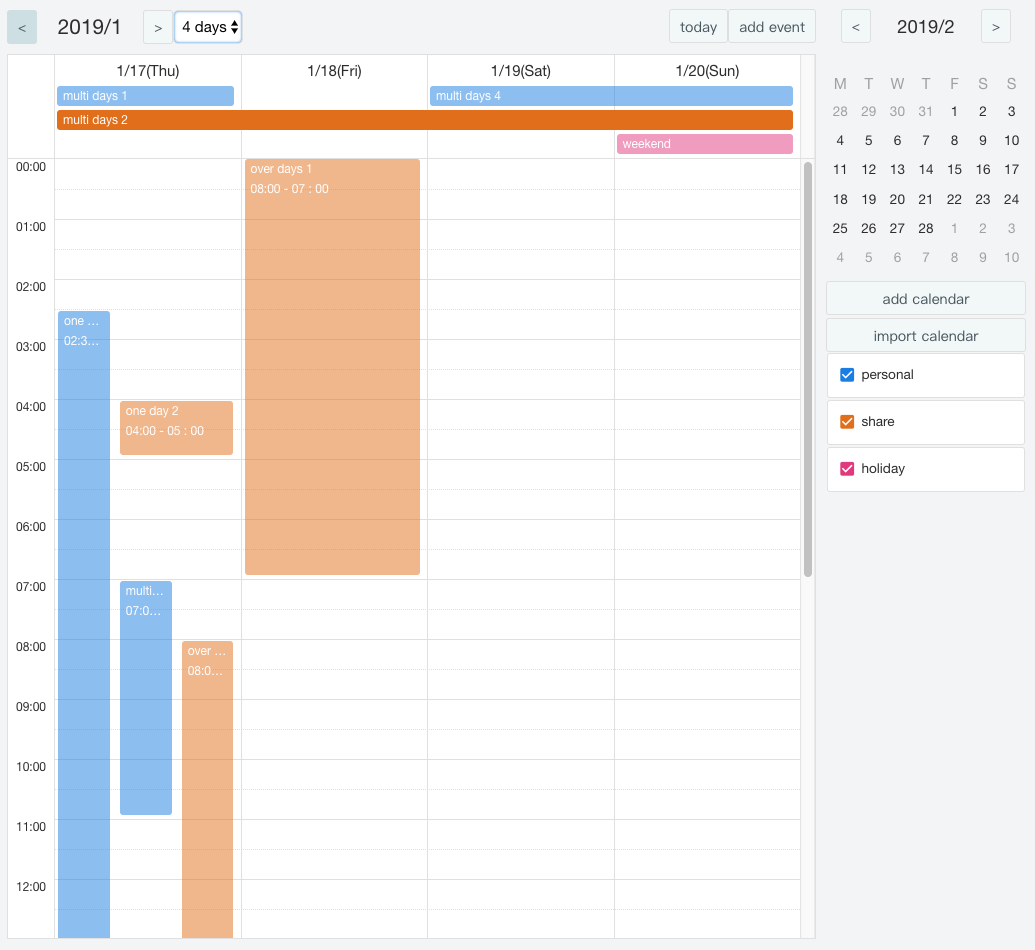 < 2019/1 > 4 days today add event
1/17(Thu) 1/18(Fri) 1/19(Sat) 1/20(Sun)
multi days 1 multi days 4
multi days 2
weekend
00:00
01:00
02:00
03:00
04:00
05:00
06:00
07:00
08:00
09:00
10:00
11:00
12:00
one ...
02:3...
one day 2
04:00 - 05 : 00
multi...
07:0...
over ...
08:0...
over days 1
08:00 - 07 : 00
< 2019/2 >
M T W T F S S
28 29 30 31 1 2 3
4 5 6 7 8 9 10
11 12 13 14 15 16 17
18 19 20 21 22 23 24
25 26 27 28 1 2 3
4 5 6 7 8 9 10
add calendar
import calendar
personal
share
holiday